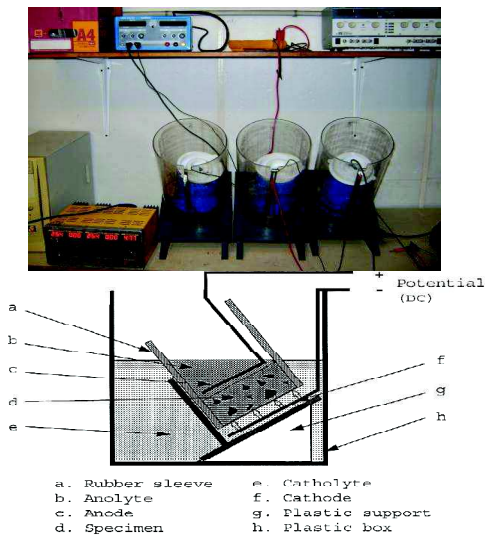 A4
+
Potential
-
(DC)
a
b
c
d
e
f
g
h
a. Rubber sleeve
b. Anolyte
c. Anode
d. Specimen
e. Catholyte
f. Cathode
g. Plastic support
h. Plastic box